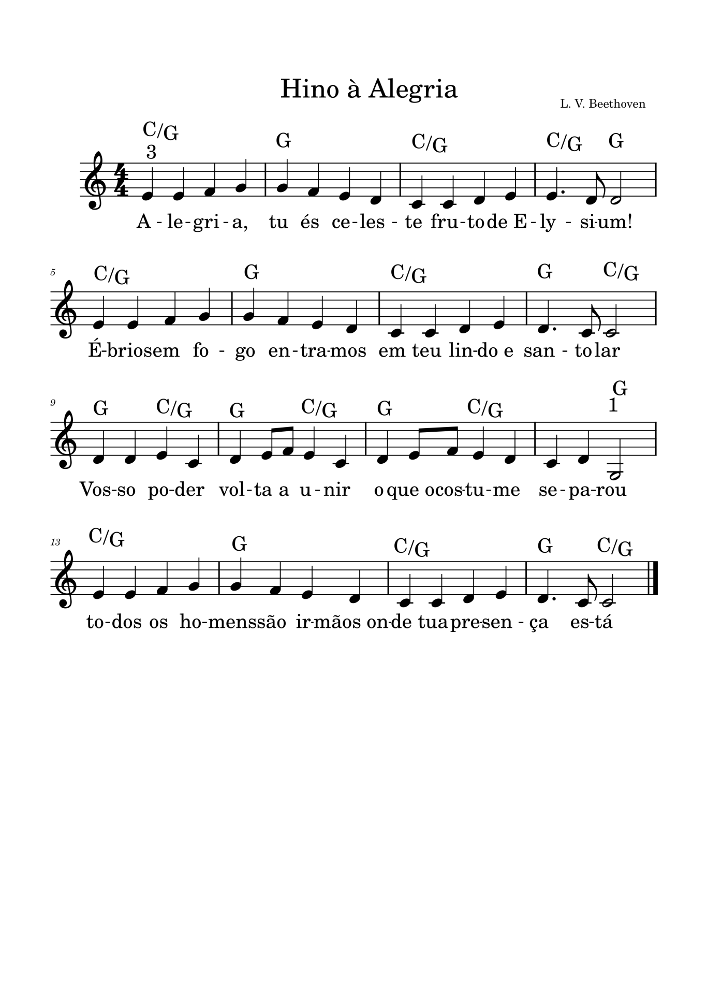 Hino à Alegria
L. V. Beethoven
C/G G C/G C/G G
3
4
4
A - le - gri - a, tu és ce - les - te fru - to de E - ly - si - um!
5
C/G G C/G G C/G
É - brios em fo - go en - tra - mos em teu lin - do e san - to lar
9
G C/G G C/G G C/G G
1
Vos - so po - der vol - ta a u - nir o que o cos - tu - me se - pa - rou
13
C/G G C/G G C/G
to - dos os ho - mens são ir - mãos on - de tua pre - sen - ça es - tá